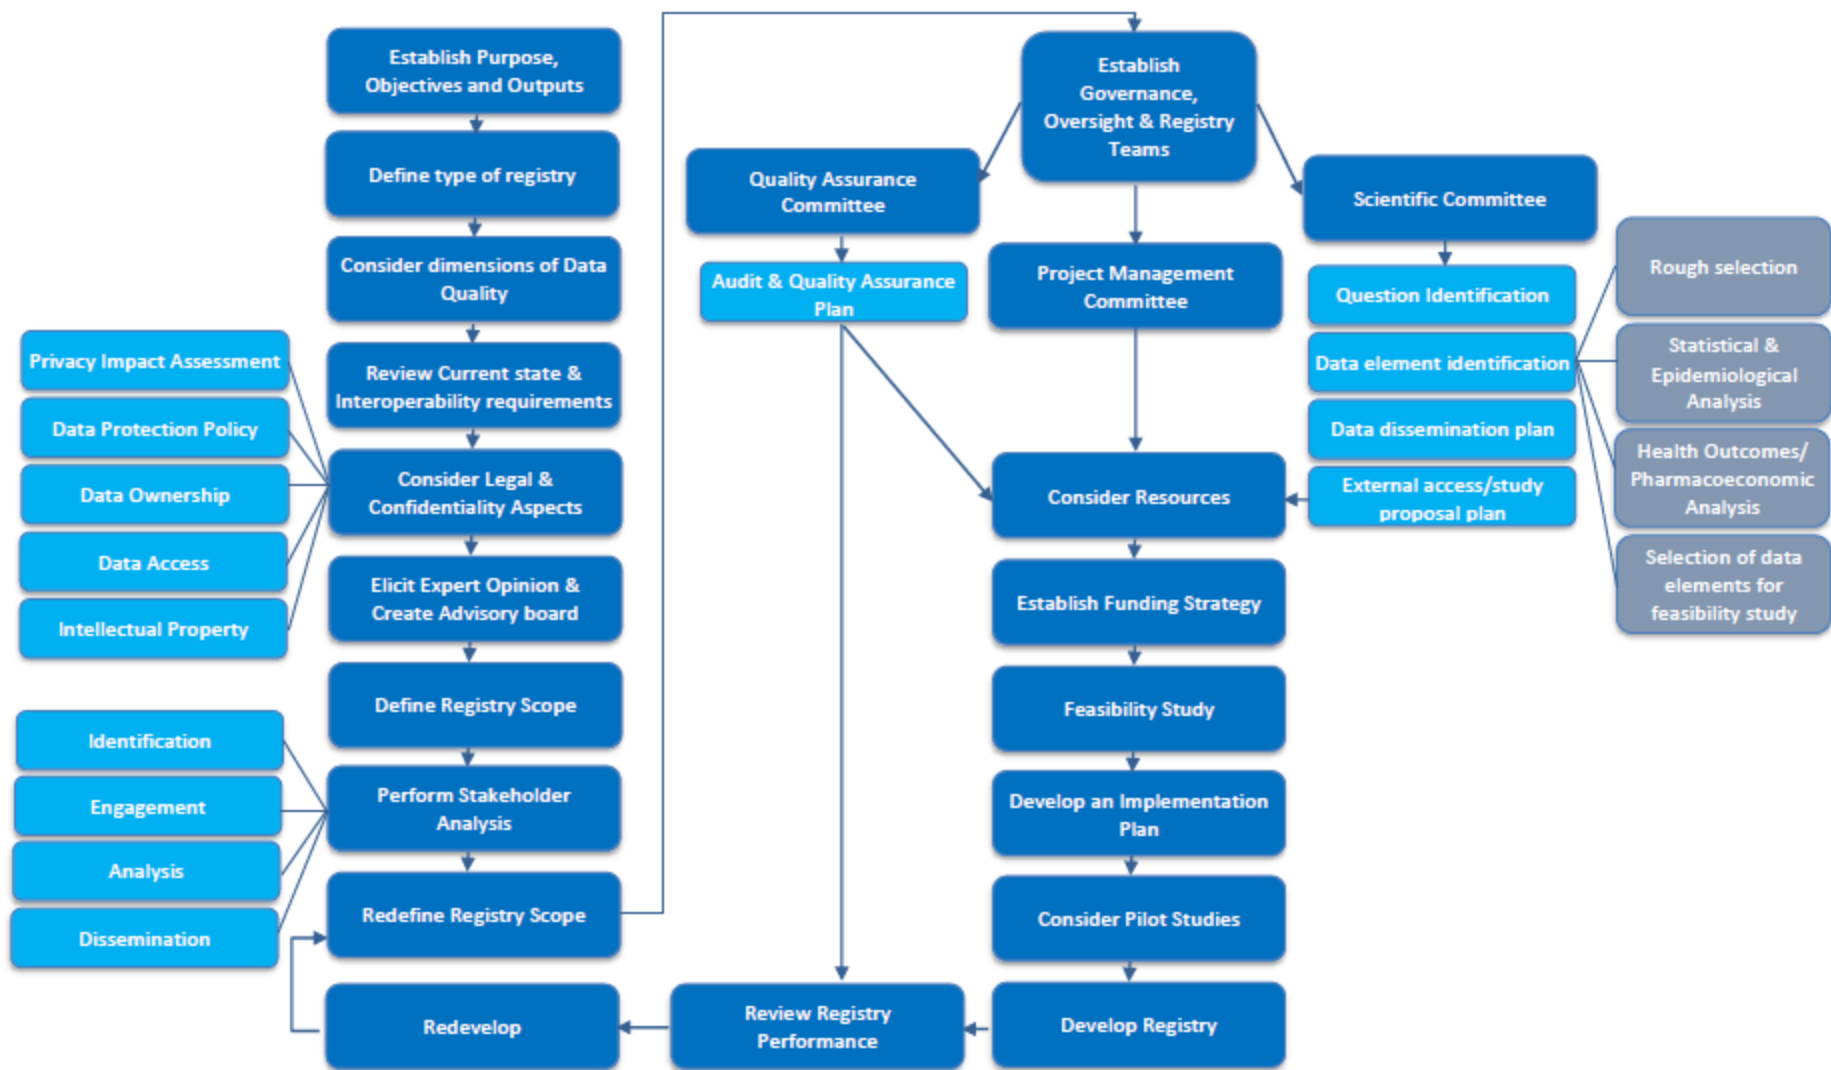 Establish Purpose,
Objectives and Outputs
Define type of registry
Consider dimensions of Data
Quality
Review Current state &
Interoperability requirements
Consider Legal &
Confidentiality Aspects
Elicit Expert Opinion &
Create Advisory board
Define Registry Scope
Perform Stakeholder
Analysis
Redefine Registry Scope
Redevelop
Privacy Impact Assessment
Data Protection Policy
Data Ownership
Data Access
Intellectual Property
Identification
Engagement
Analysis
Dissemination
Establish
Governance,
Oversight & Registry
Teams
Quality Assurance
Committee
Audit & Quality Assurance
Plan
Project Management
Committee
Scientific Committee
Question Identification
Data element identification
Data dissemination plan
External access/study
proposal plan
Rough selection
Statistical &
Epidemiological
Analysis
Health Outcomes/
Pharmacoeconomic
Analysis
Selection of data
elements for
feasibility study
Consider Resources
Establish Funding Strategy
Feasibility Study
Develop an Implementation
Plan
Consider Pilot Studies
Develop Registry
Review Registry
Performance